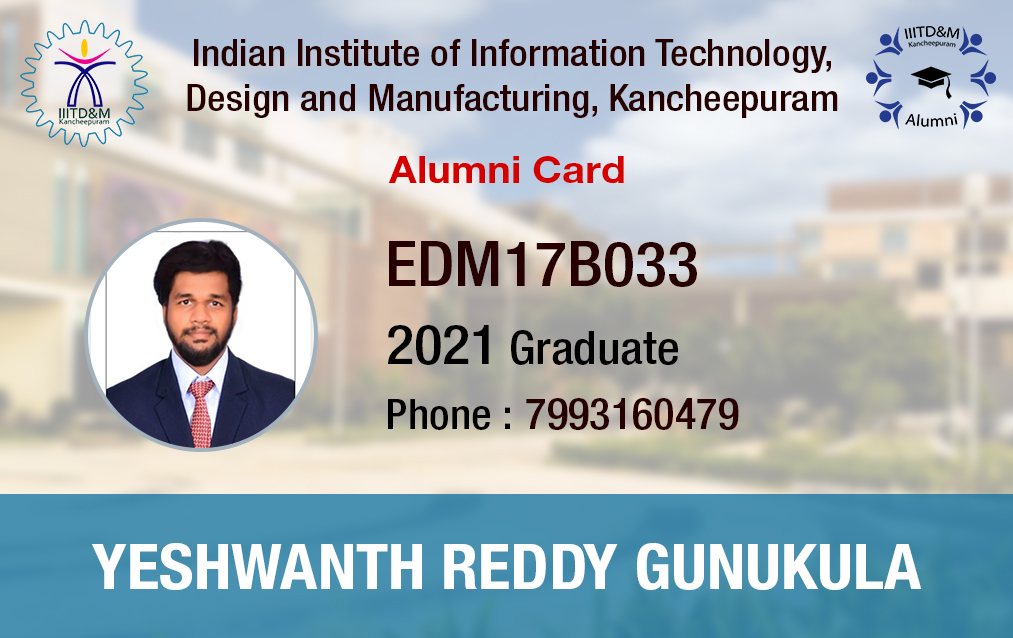 IIITD&M
Kancheepuram
Indian Institute of Information Technology,
Design and Manufacturing, Kancheepuram
IIITD&M
Kancheepuram
Alumni
Alumni Card
EDM17B033
2021 Graduate
Phone : 7993160479
YESHWANTH REDDY GUNUKULA